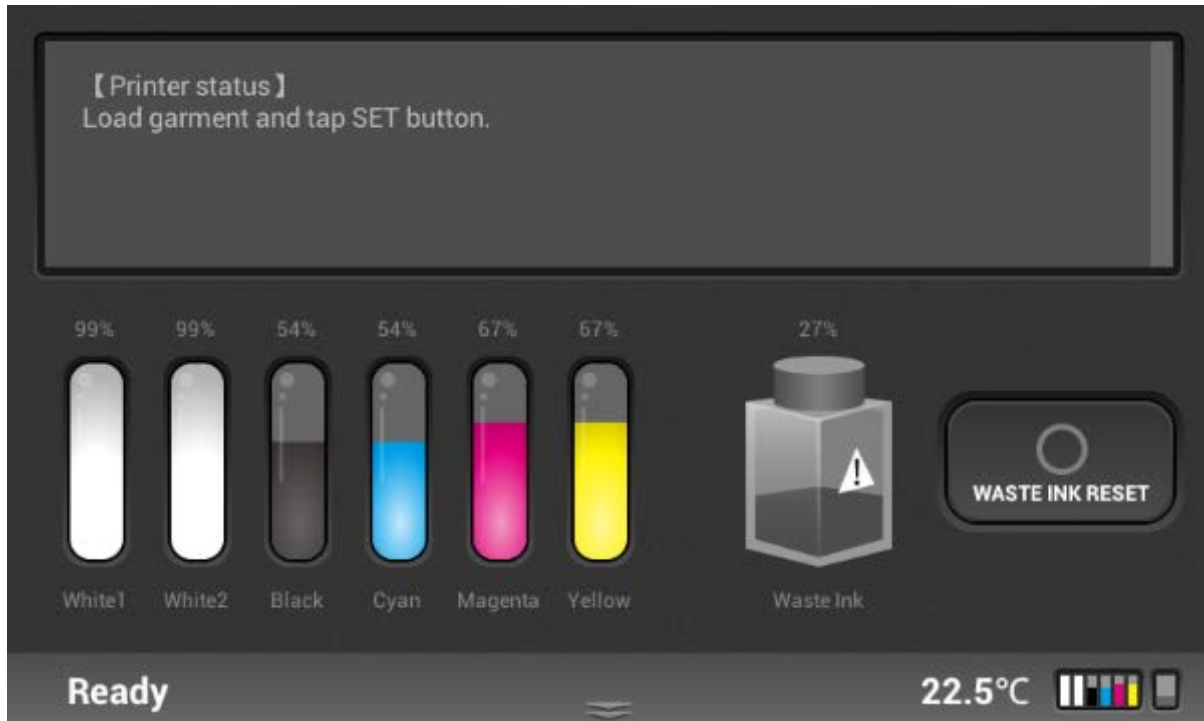 【Printer status】
Load garment and tap SET button.
99% 99% 54% 54% 67% 67% 27%
!
WASTE INK RESET
White1 White2 Black Cyan Magenta Yellow Waste Ink
Ready 22.5℃